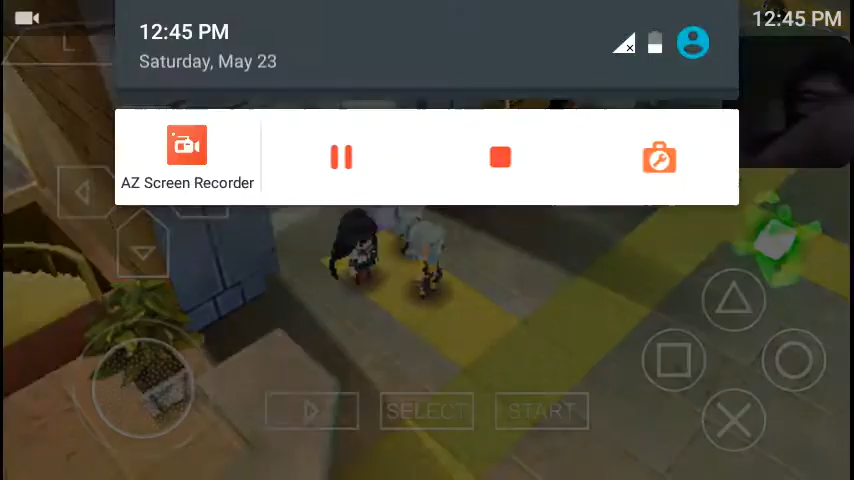 12:45 PM
12:45 PM
Saturday, May 23
AZ Screen Recorder
L
SELECT
START